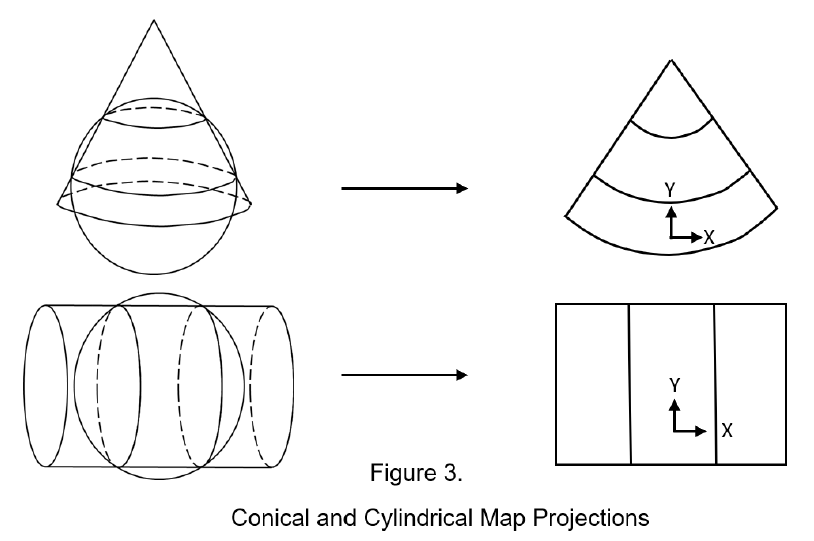 Y
X
Y
X
Figure 3.
Conical and Cylindrical Map Projections